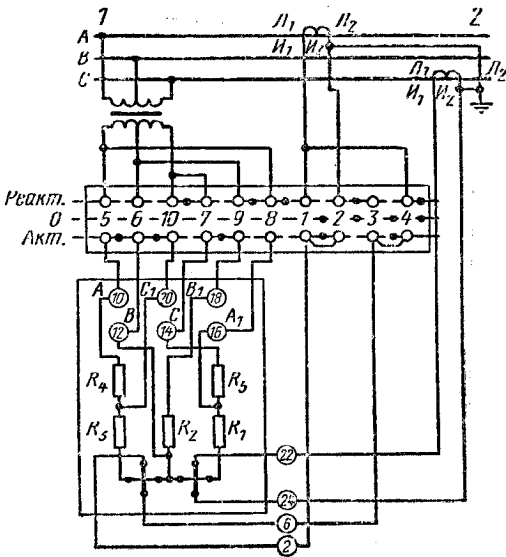 1 Л₁ Л₂ 2
A
B И₁ И₂
C Л₁ Л₂
И₁ И₂
Реакт.
0 5 6 10 7 9 8 1 2 3 4
Акт.
A 10 C₁ 20 B₁ 18
B 12 C 14 A₁ 16
R₄ R₅
R₃ R₂ R₁
22
24
6
2